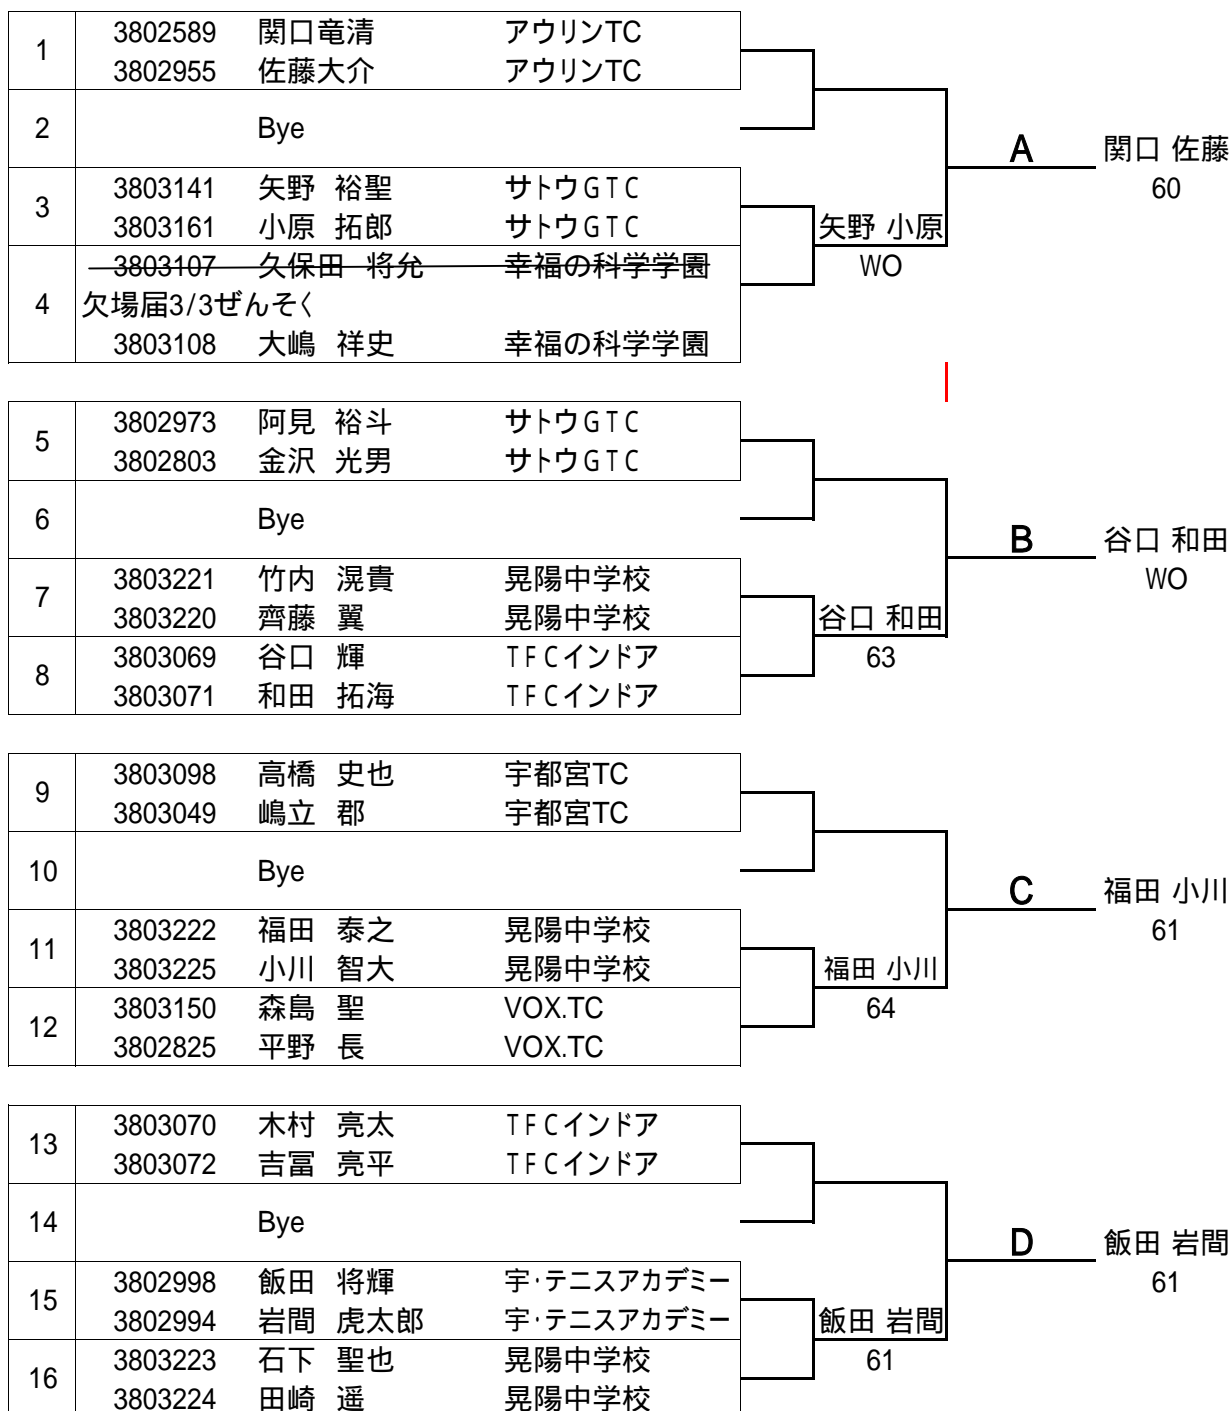 1 3802589 関口竜清 アウリンTC
3802955 佐藤大介 アウリンTC
2 Bye
A 関口 佐藤
60
3 3803141 矢野 裕聖 サトウGTC
3803161 小原 拓郎 サトウGTC
矢野 小原
WO
4 3803107 久保田 将允 幸福の科学学園
欠場届3/3ぜんそく
3803108 大嶋 祥史 幸福の科学学園
5 3802973 阿見 裕斗 サトウGTC
3802803 金沢 光男 サトウGTC
6 Bye
B 谷口 和田
WO
7 3803221 竹内 滉貴 晃陽中学校
3803220 齊藤 翼 晃陽中学校
谷口 和田
63
8 3803069 谷口 輝 TFCインドア
3803071 和田 拓海 TFCインドア
9 3803098 高橋 史也 宇都宮TC
3803049 嶋立 郡 宇都宮TC
10 Bye
C 福田 小川
61
11 3803222 福田 泰之 晃陽中学校
3803225 小川 智大 晃陽中学校
福田 小川
64
12 3803150 森島 聖 VOX.TC
3802825 平野 長 VOX.TC
13 3803070 木村 亮太 TFCインドア
3803072 吉冨 亮平 TFCインドア
14 Bye
D 飯田 岩間
61
15 3802998 飯田 将輝 宇・テニスアカデミー
3802994 岩間 虎太郎 宇・テニスアカデミー
飯田 岩間
61
16 3803223 石下 聖也 晃陽中学校
3803224 田崎 遥 晃陽中学校